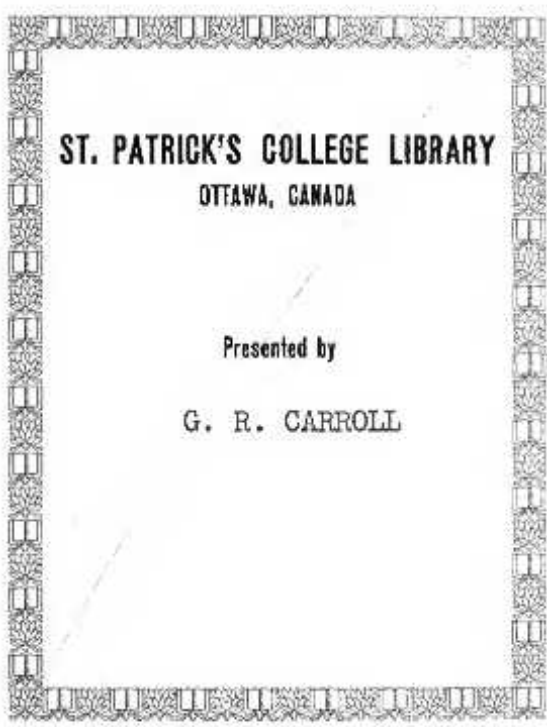 ST. PATRICK'S COLLEGE LIBRARY
OTTAWA, CANADA
Presented by
G. R. CARROLL